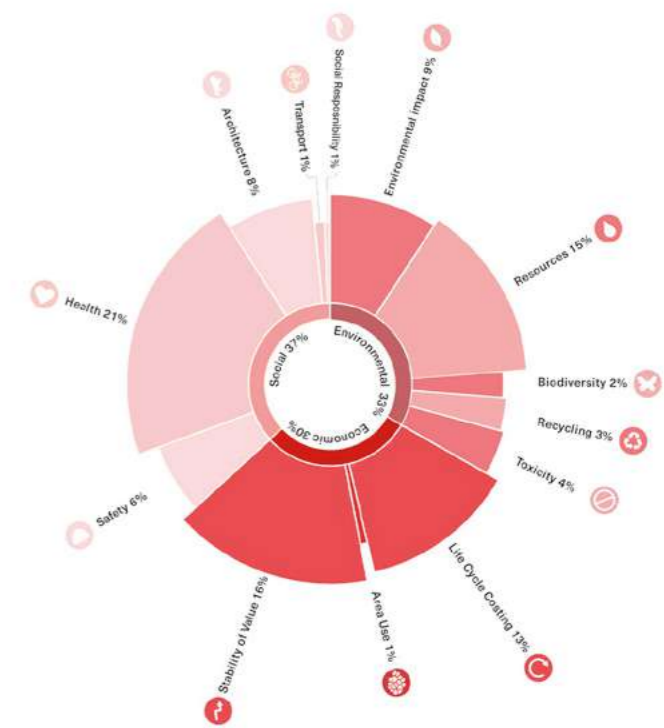 Social Resposnibility 1%
Environmental impact 9%
Transport 1%
Architecture 8%
Resources 15%
Health 21%
Social 37%
Environmental 33%
Economic 30%
Biodiversity 2%
Recycling 3%
Toxicity 4%
Safety 6%
Life Cycle Costing 13%
Area Use 1%
Stability of Value 16%